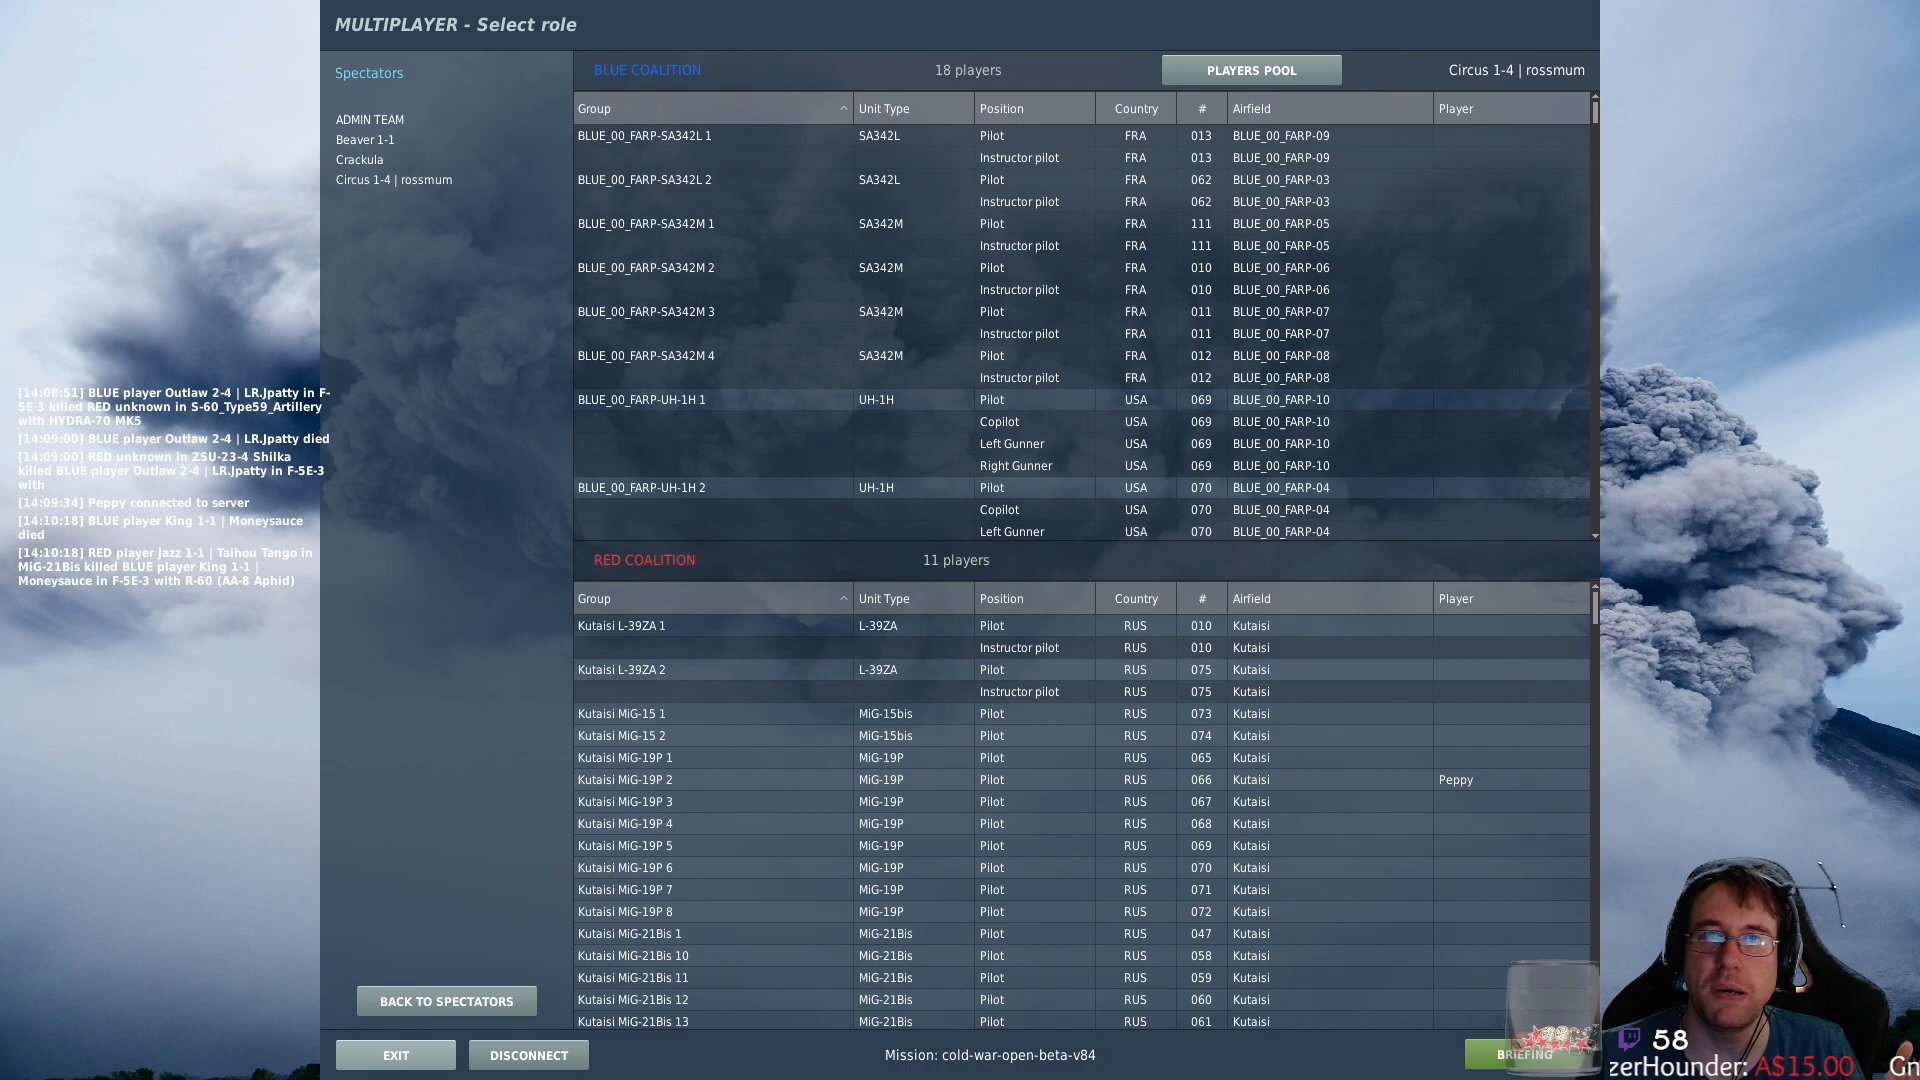 MULTIPLAYER - Select role
Spectators
ADMIN TEAM
Beaver 1-1
Crackula
Circus 1-4 | rossmum
BLUE COALITION 18 players PLAYERS POOL Circus 1-4 | rossmum
Group Unit Type Position Country # Airfield Player
BLUE_00_FARP-SA342L 1 SA342L Pilot FRA 013 BLUE_00_FARP-09
Instructor pilot FRA 013 BLUE_00_FARP-09
BLUE_00_FARP-SA342L 2 SA342L Pilot FRA 062 BLUE_00_FARP-03
Instructor pilot FRA 062 BLUE_00_FARP-03
BLUE_00_FARP-SA342M 1 SA342M Pilot FRA 111 BLUE_00_FARP-05
Instructor pilot FRA 111 BLUE_00_FARP-05
BLUE_00_FARP-SA342M 2 SA342M Pilot FRA 010 BLUE_00_FARP-06
Instructor pilot FRA 010 BLUE_00_FARP-06
BLUE_00_FARP-SA342M 3 SA342M Pilot FRA 011 BLUE_00_FARP-07
Instructor pilot FRA 011 BLUE_00_FARP-07
BLUE_00_FARP-SA342M 4 SA342M Pilot FRA 012 BLUE_00_FARP-08
Instructor pilot FRA 012 BLUE_00_FARP-08
BLUE_00_FARP-UH-1H 1 UH-1H Pilot USA 069 BLUE_00_FARP-10
Copilot USA 069 BLUE_00_FARP-10
Left Gunner USA 069 BLUE_00_FARP-10
Right Gunner USA 069 BLUE_00_FARP-10
BLUE_00_FARP-UH-1H 2 UH-1H Pilot USA 070 BLUE_00_FARP-04
Copilot USA 070 BLUE_00_FARP-04
Left Gunner USA 070 BLUE_00_FARP-04
[14:08:51] BLUE player Outlaw 2-4 | LR.Jpatty in F-
5E-3 killed RED unknown in S-60_Type59_Artillery
with HYDRA-70 MK5
[14:09:00] BLUE player Outlaw 2-4 | LR.Jpatty died
[14:09:00] RED unknown in ZSU-23-4 Shilka
killed BLUE player Outlaw 2-4 | LR.Jpatty in F-5E-3
with
[14:09:34] Peppy connected to server
[14:10:18] BLUE player King 1-1 | Moneysauce
died
[14:10:18] RED player Jazz 1-1 | Taihou Tango in
MiG-21Bis killed BLUE player King 1-1 |
Moneysauce in F-5E-3 with R-60 (AA-8 Aphid)
RED COALITION 11 players
Group Unit Type Position Country # Airfield Player
Kutaisi L-39ZA 1 L-39ZA Pilot RUS 010 Kutaisi
Instructor pilot RUS 010 Kutaisi
Kutaisi L-39ZA 2 L-39ZA Pilot RUS 075 Kutaisi
Instructor pilot RUS 075 Kutaisi
Kutaisi MiG-15 1 MiG-15bis Pilot RUS 073 Kutaisi
Kutaisi MiG-15 2 MiG-15bis Pilot RUS 074 Kutaisi
Kutaisi MiG-19P 1 MiG-19P Pilot RUS 065 Kutaisi
Kutaisi MiG-19P 2 MiG-19P Pilot RUS 066 Kutaisi Peppy
Kutaisi MiG-19P 3 MiG-19P Pilot RUS 067 Kutaisi
Kutaisi MiG-19P 4 MiG-19P Pilot RUS 068 Kutaisi
Kutaisi MiG-19P 5 MiG-19P Pilot RUS 069 Kutaisi
Kutaisi MiG-19P 6 MiG-19P Pilot RUS 070 Kutaisi
Kutaisi MiG-19P 7 MiG-19P Pilot RUS 071 Kutaisi
Kutaisi MiG-19P 8 MiG-19P Pilot RUS 072 Kutaisi
Kutaisi MiG-21Bis 1 MiG-21Bis Pilot RUS 047 Kutaisi
Kutaisi MiG-21Bis 10 MiG-21Bis Pilot RUS 058 Kutaisi
Kutaisi MiG-21Bis 11 MiG-21Bis Pilot RUS 059 Kutaisi
Kutaisi MiG-21Bis 12 MiG-21Bis Pilot RUS 060 Kutaisi
Kutaisi MiG-21Bis 13 MiG-21Bis Pilot RUS 061 Kutaisi
BACK TO SPECTATORS
EXIT DISCONNECT Mission: cold-war-open-beta-v84 BRIEFING
58
zerHounder: A$15.00 Gn